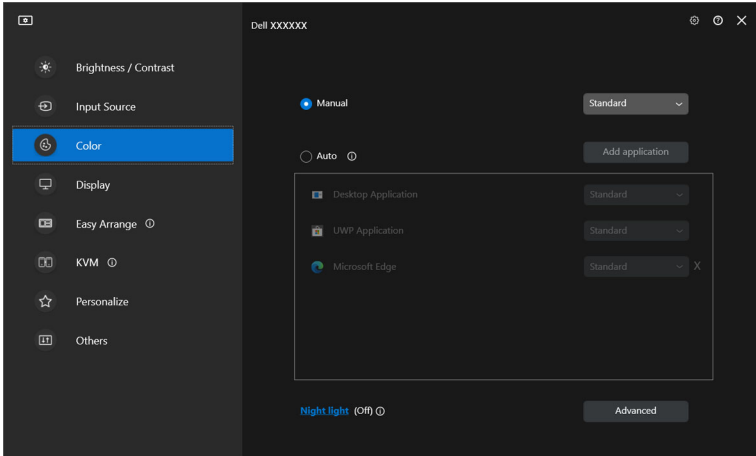 Dell XXXXXX
Brightness / Contrast
Input Source
Color
Display
Easy Arrange
KVM
Personalize
Others
Manual
Standard
Auto
Add application
Desktop Application
Standard
UWP Application
Standard
Microsoft Edge
Standard
X
Night light (Off)
Advanced